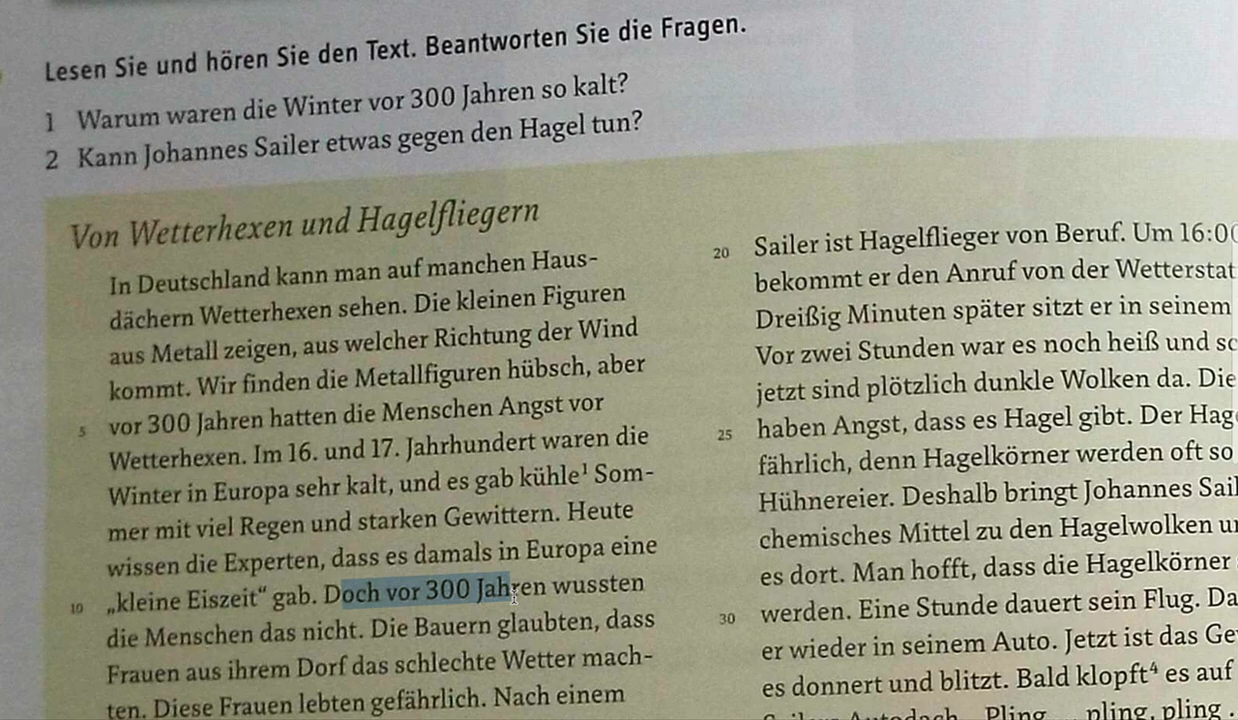 Lesen Sie und hören Sie den Text. Beantworten Sie die Fragen.
1 Warum waren die Winter vor 300 Jahren so kalt?
2 Kann Johannes Sailer etwas gegen den Hagel tun?
Von Wetterhexen und Hagelfliegern
In Deutschland kann man auf manchen Haus-
dächern Wetterhexen sehen. Die kleinen Figuren
aus Metall zeigen, aus welcher Richtung der Wind
kommt. Wir finden die Metallfiguren hübsch, aber
5 vor 300 Jahren hatten die Menschen Angst vor
Wetterhexen. Im 16. und 17. Jahrhundert waren die
Winter in Europa sehr kalt, und es gab kühle¹ Som-
mer mit viel Regen und starken Gewittern. Heute
wissen die Experten, dass es damals in Europa eine
10 „kleine Eiszeit“ gab. Doch vor 300 Jahren wussten
die Menschen das nicht. Die Bauern glaubten, dass
Frauen aus ihrem Dorf das schlechte Wetter mach-
ten. Diese Frauen lebten gefährlich. Nach einem
20 Sailer ist Hagelflieger von Beruf. Um 16:0
bekommt er den Anruf von der Wetterstat
Dreißig Minuten später sitzt er in seinem
Vor zwei Stunden war es noch heiß und
jetzt sind plötzlich dunkle Wolken da. Die
25 haben Angst, dass es Hagel gibt. Der Hag
fährlich, denn Hagelkörner werden oft so
Hühnereier. Deshalb bringt Johannes Sail
chemisches Mittel zu den Hagelwolken
es dort. Man hofft, dass die Hagelkörner
30 werden. Eine Stunde dauert sein Flug. Da
er wieder in seinem Auto. Jetzt ist das Ge
es donnert und blitzt. Bald klopft⁴ es auf
Pling pling, pling